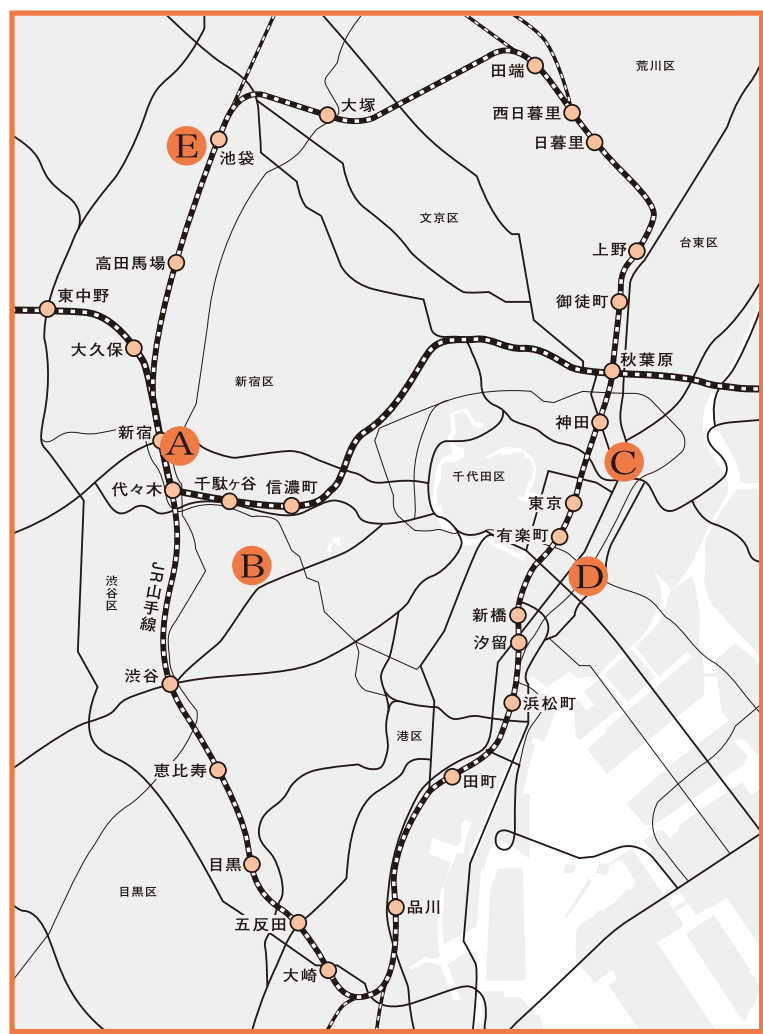 荒川区
田端
大塚
西日暮里
日暮里
E
池袋
文京区
台東区
上野
高田馬場
東中野
御徒町
大久保
秋葉原
新宿区
神田
新宿
A
C
千代田区
千駄ヶ谷
信濃町
代々木
東京
有楽町
B
D
渋谷区
JR山手線
新橋
汐留
渋谷
浜松町
港区
恵比寿
田町
目黒
目黒区
品川
五反田
大崎